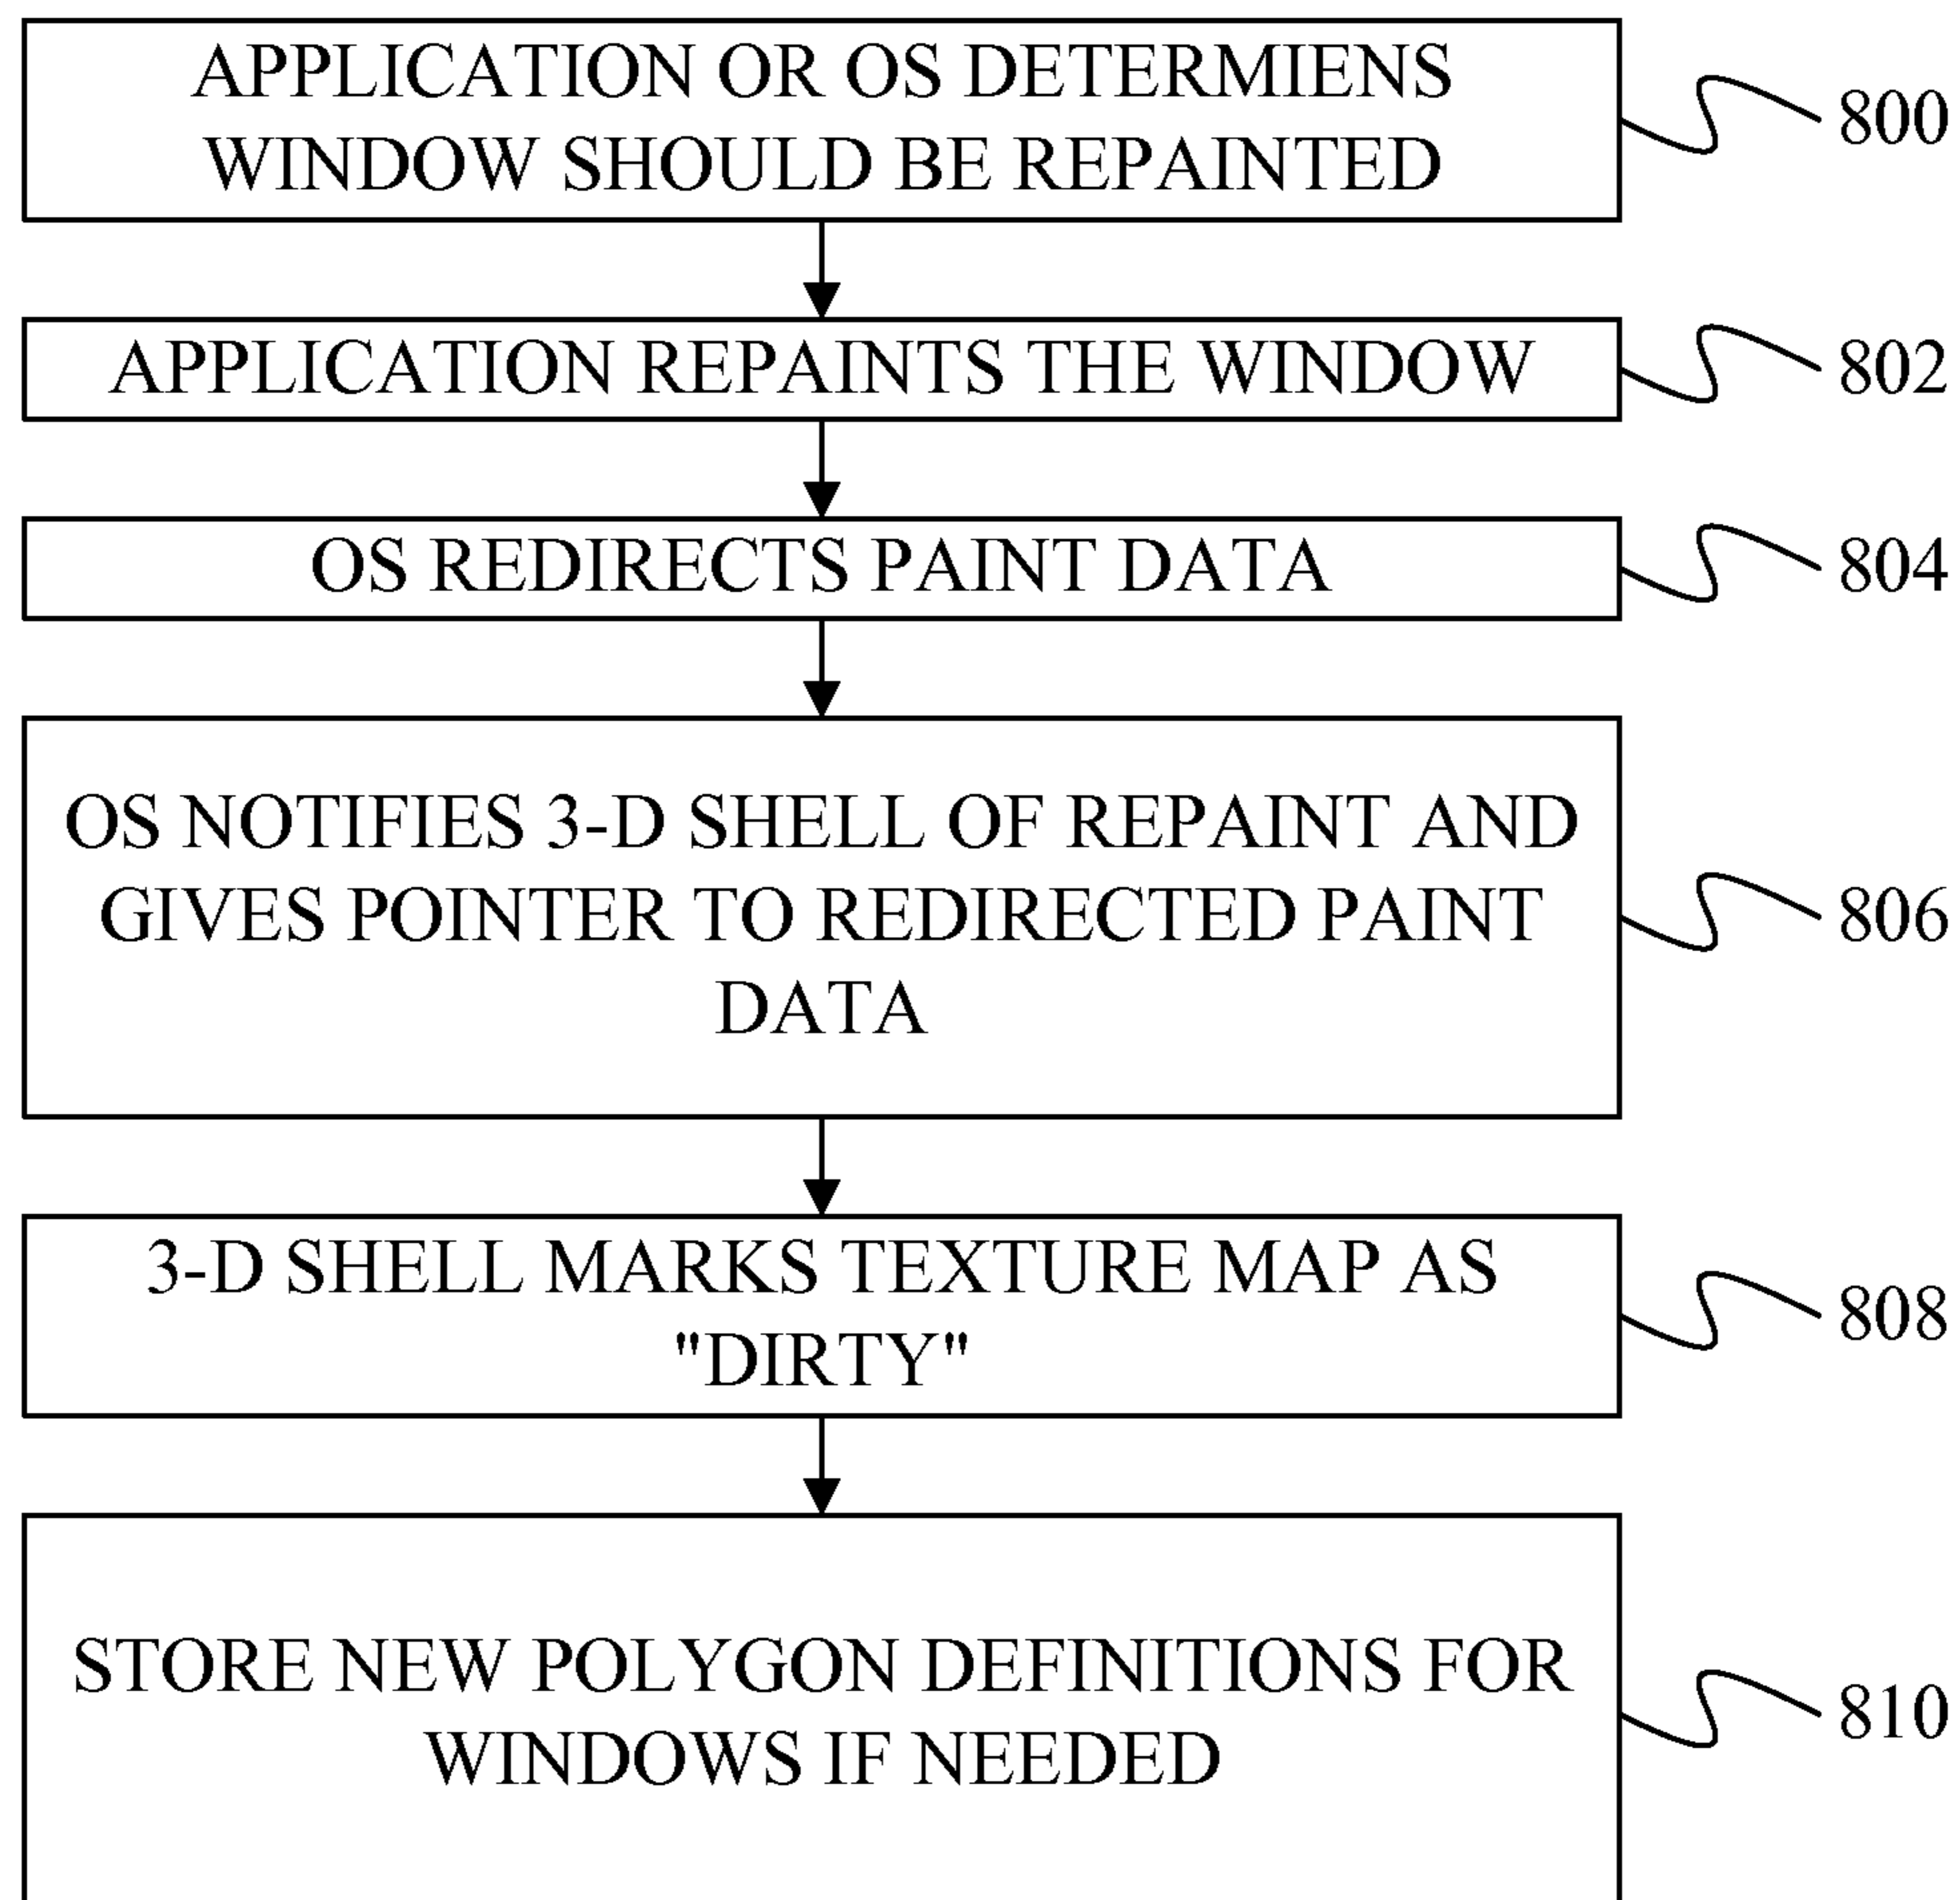 APPLICATION OR OS DETERMIENS
WINDOW SHOULD BE REPAINTED
800
APPLICATION REPAINTS THE WINDOW
802
OS REDIRECTS PAINT DATA
804
OS NOTIFIES 3-D SHELL OF REPAINT AND
GIVES POINTER TO REDIRECTED PAINT
DATA
806
3-D SHELL MARKS TEXTURE MAP AS
"DIRTY"
808
STORE NEW POLYGON DEFINITIONS FOR
WINDOWS IF NEEDED
810